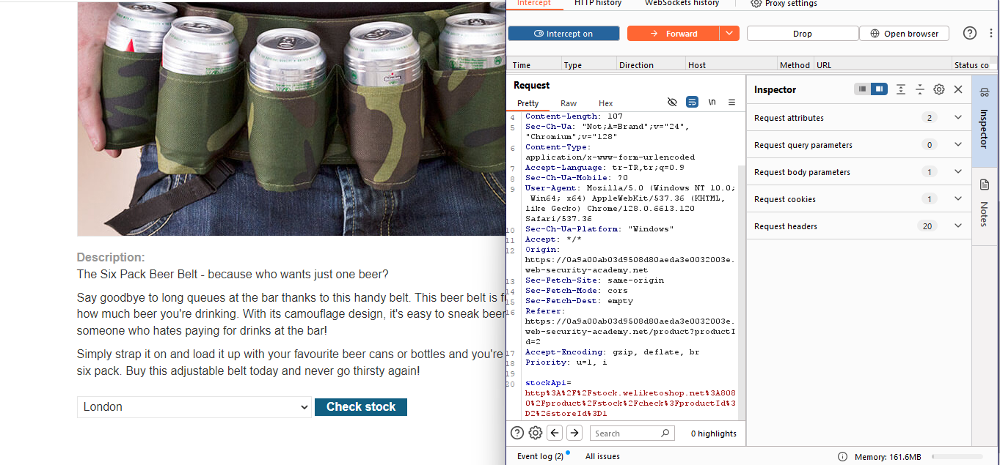 Intercept HTTP history WebSockets history Proxy settings
Intercept on Forward Drop Open browser
Time Type Direction Host Method URL Status co
Request
Pretty Raw Hex \n
4 Content-Length: 107
5 Sec-Ch-Ua: "Not;A=Brand";v="24",
"Chromium";v="128"
6 Content-Type:
application/x-www-form-urlencoded
7 Accept-Language: tr-TR,tr;q=0.9
8 Sec-Ch-Ua-Mobile: ?0
9 User-Agent: Mozilla/5.0 (Windows NT 10.0;
Win64; x64) AppleWebKit/537.36 (KHTML,
like Gecko) Chrome/128.0.6613.120
Safari/537.36
10 Sec-Ch-Ua-Platform: "Windows"
11 Accept: */*
12 Origin:
https://0a9a00ab03d9508d80aeda3e0032003e.
web-security-academy.net
13 Sec-Fetch-Site: same-origin
14 Sec-Fetch-Mode: cors
15 Sec-Fetch-Dest: empty
16 Referer:
https://0a9a00ab03d9508d80aeda3e0032003e.
web-security-academy.net/product?productI
d=2
17 Accept-Encoding: gzip, deflate, br
18 Priority: u=1, i
19
20 stockApi=
http%3A%2F%2Fstock.weliketoshop.net%3A808
0%2Fproduct%2Fstock%2Fcheck%3FproductId%3
D2%26storeId%3D1
Search 0 highlights
Inspector
Request attributes 2
Request query parameters 0
Request body parameters 1
Request cookies 1
Request headers 20
Inspector
Notes
Event log (2) All issues Memory: 161.6MB
Description:
The Six Pack Beer Belt - because who wants just one beer?
Say goodbye to long queues at the bar thanks to this handy belt. This beer belt is f
how much beer you're drinking. With its camouflage design, it's easy to sneak beer
someone who hates paying for drinks at the bar!
Simply strap it on and load it up with your favourite beer cans or bottles and you're
six pack. Buy this adjustable belt today and never go thirsty again!
London Check stock